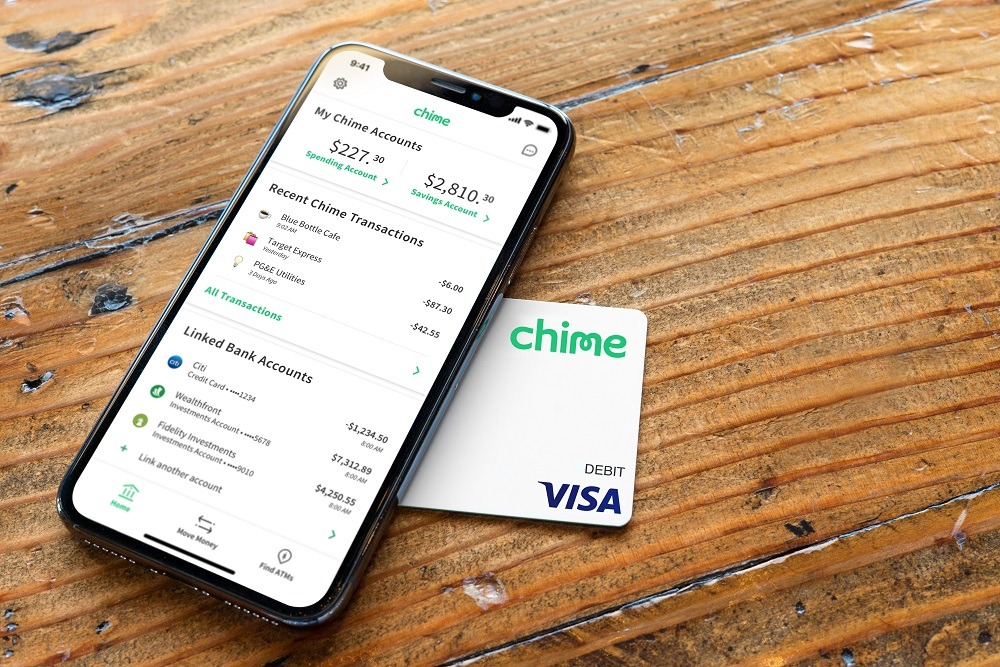 9:41
chime
My Chime Accounts
$227.30
Spending Account
$2,810.30
Savings Account
Recent Chime Transactions
Blue Bottle Cafe
9:02 AM
-$6.00
Target Express
Yesterday
-$87.30
PG&E Utilities
3 Days Ago
-$42.55
All Transactions
Linked Bank Accounts
citi
Citi
Credit Card • ••••1234
-$1,234.50
8:00 AM
Wealthfront
Investments Account • ••••5678
$7,312.89
8:00 AM
Fidelity Investments
Investments Account • ••••9010
$4,250.55
8:00 AM
+ Link another account
Home
Move Money
Find ATMs
chime
DEBIT
VISA